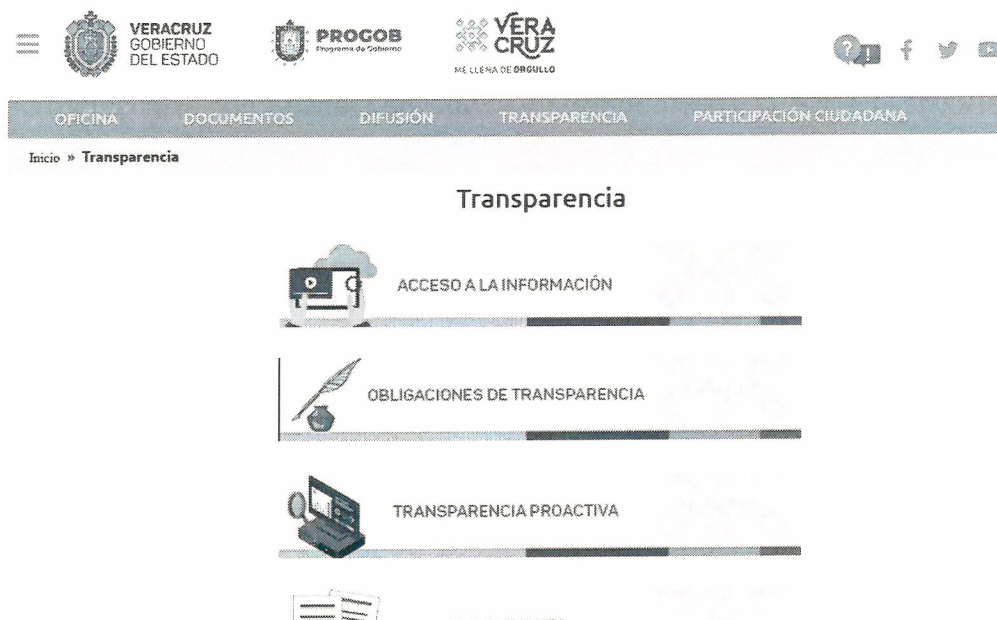 VERACRUZ
GOBIERNO
DEL ESTADO
PROGOB
Programa de Gobierno
VERA
CRUZ
ME LLENA DE ORGULLO
OFICINA DOCUMENTOS DIFUSIÓN TRANSPARENCIA PARTICIPACIÓN CIUDADANA
Inicio » Transparencia
Transparencia
ACCESO A LA INFORMACIÓN
OBLIGACIONES DE TRANSPARENCIA
TRANSPARENCIA PROACTIVA